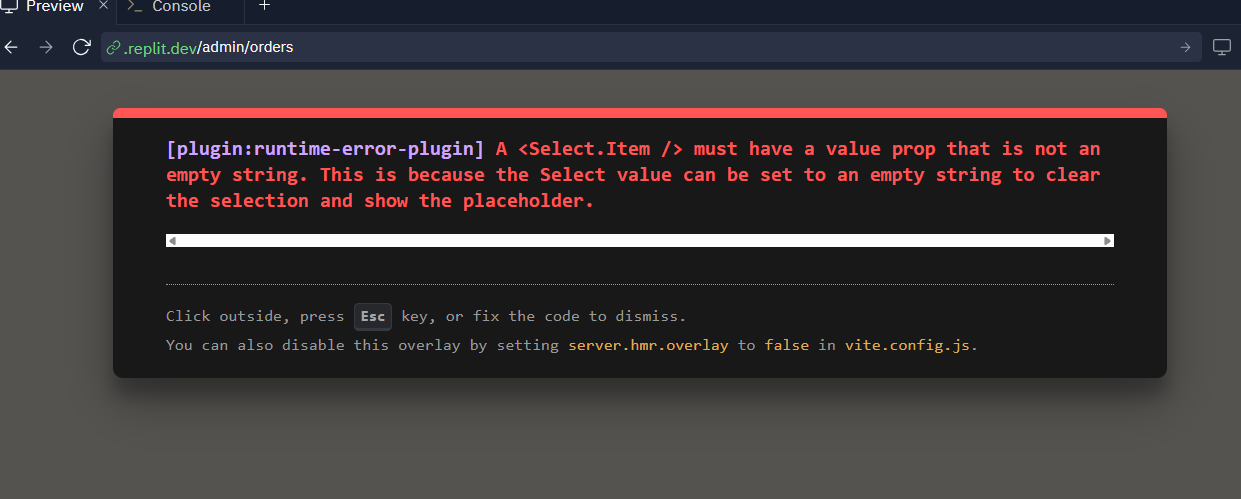 Preview × >_ Console +
.replit.dev/admin/orders
[plugin:runtime-error-plugin] A <Select.Item /> must have a value prop that is not an
empty string. This is because the Select value can be set to an empty string to clear
the selection and show the placeholder.
Click outside, press Esc key, or fix the code to dismiss.
You can also disable this overlay by setting server.hmr.overlay to false in vite.config.js.